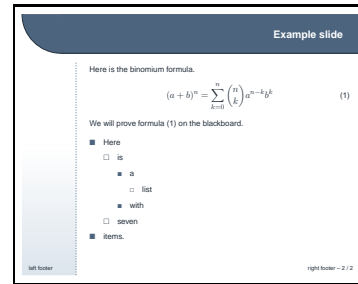 Example slide
Here is the binomium formula.
(a + b)^n = \sum_{k=0}^{n} \binom{n}{k} a^{n-k} b^k (1)
We will prove formula (1) on the blackboard.
Here
is
a
list
with
seven
items.
left footer
right footer – 2 / 2